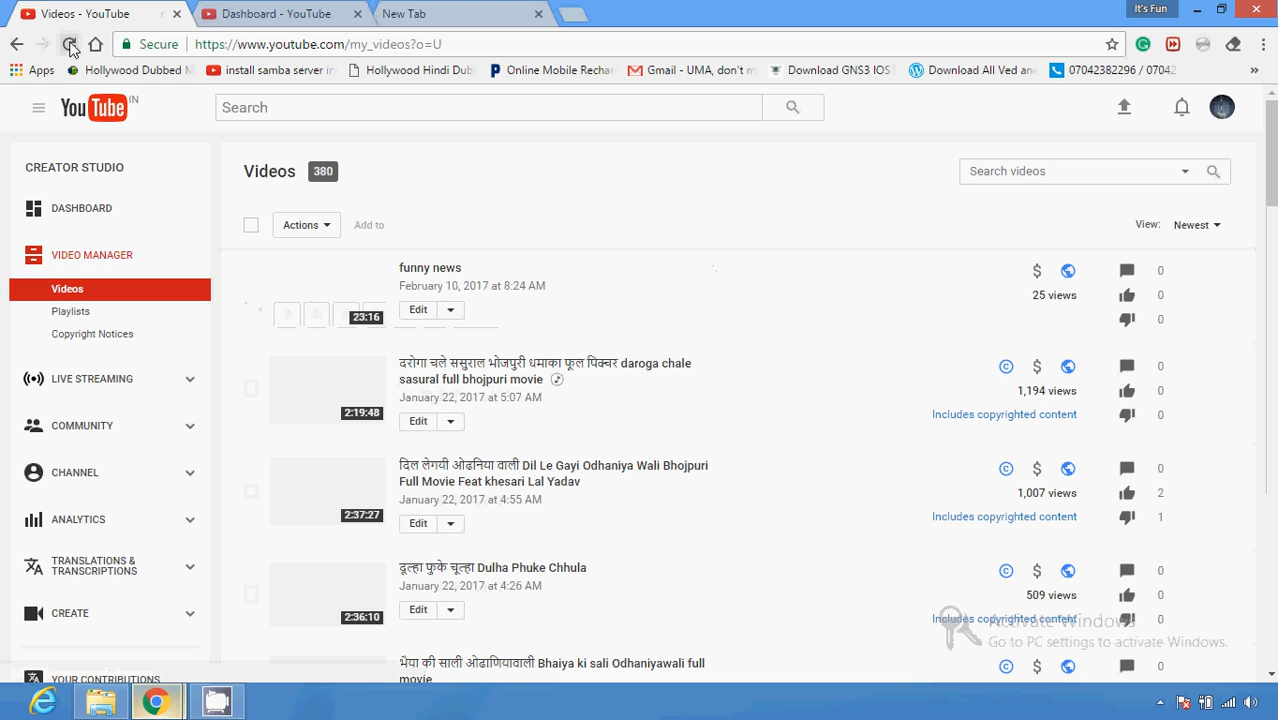 Videos - YouTube
Dashboard - YouTube
New Tab
It's Fun
Secure
https://www.youtube.com/my_videos?o=U
Apps
Hollywood Dubbed M
install samba server in
Hollywood Hindi Dub
Online Mobile Rechar
Gmail - UMA, don't m
Download GNS3 IOS
Download All Ved an
07042382296 / 07042
YouTube IN
Search
CREATOR STUDIO
Videos 380
Search videos
DASHBOARD
Actions
Add to
View:
Newest
VIDEO MANAGER
Videos
Playlists
Copyright Notices
LIVE STREAMING
COMMUNITY
CHANNEL
ANALYTICS
TRANSLATIONS &
TRANSCRIPTIONS
CREATE
YOUR CONTRIBUTIONS
funny news
February 10, 2017 at 8:24 AM
Edit
23:16
$
0
25 views
0
0
दरोगा चले ससुराल भोजपुरी धमाका फूल पिक्चर daroga chale
sasural full bhojpuri movie
January 22, 2017 at 5:07 AM
2:19:48
Edit
$
0
1,194 views
0
Includes copyrighted content
0
दिल लेगयी ओढनिया वाली Dil Le Gayi Odhaniya Wali Bhojpuri
Full Movie Feat khesari Lal Yadav
January 22, 2017 at 4:55 AM
2:37:27
Edit
$
0
1,007 views
2
Includes copyrighted content
1
दूल्हा फुके चूल्हा Dulha Phuke Chhula
January 22, 2017 at 4:26 AM
2:36:10
Edit
$
0
509 views
0
Includes copyrighted content
0
Activate Windows
Go to PC settings to activate Windows.
भैया की साली ओढाणियावाली Bhaiya ki sali Odhaniyawali full
movie
$
0